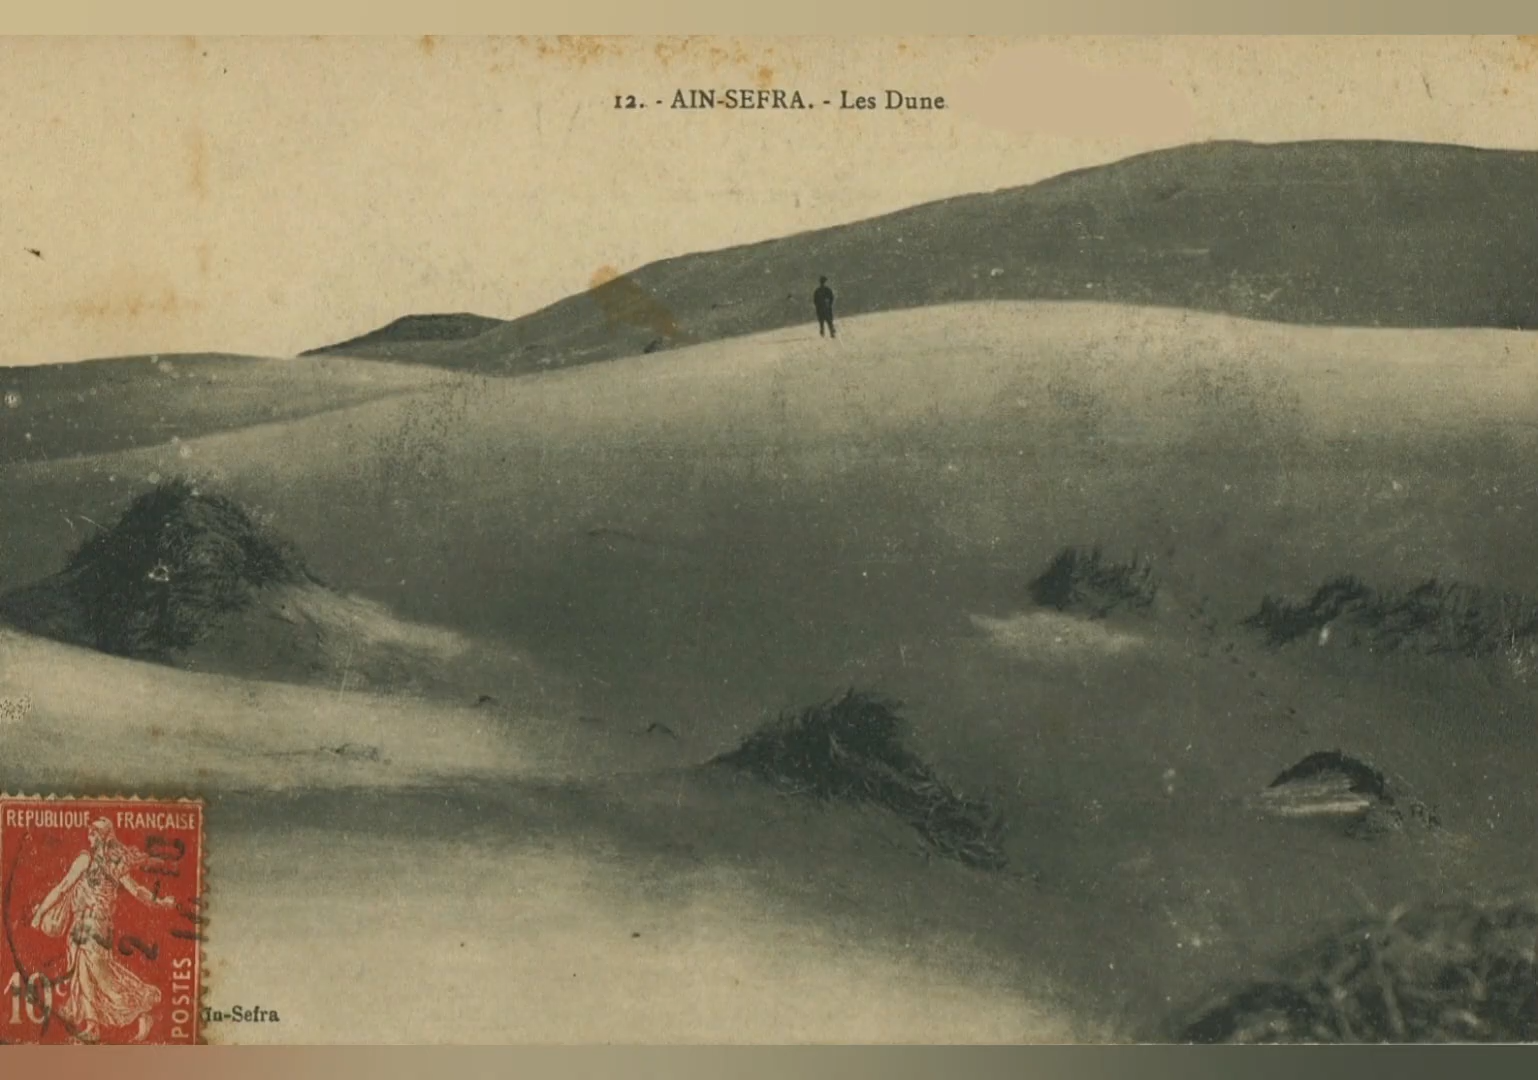 12. - AIN-SEFRA. - Les Dune
REPUBLIQUE FRANÇAISE
10c
POSTES
in-Sefra